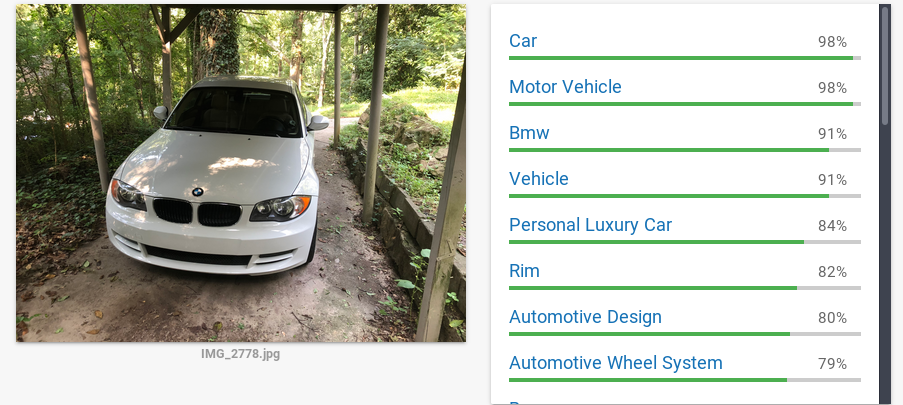 IMG_2778.jpg
Car 98%
Motor Vehicle 98%
Bmw 91%
Vehicle 91%
Personal Luxury Car 84%
Rim 82%
Automotive Design 80%
Automotive Wheel System 79%